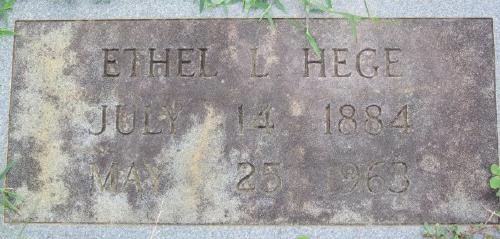 ETHEL L. HEGE
JULY 14 1884
MAY 25 1963